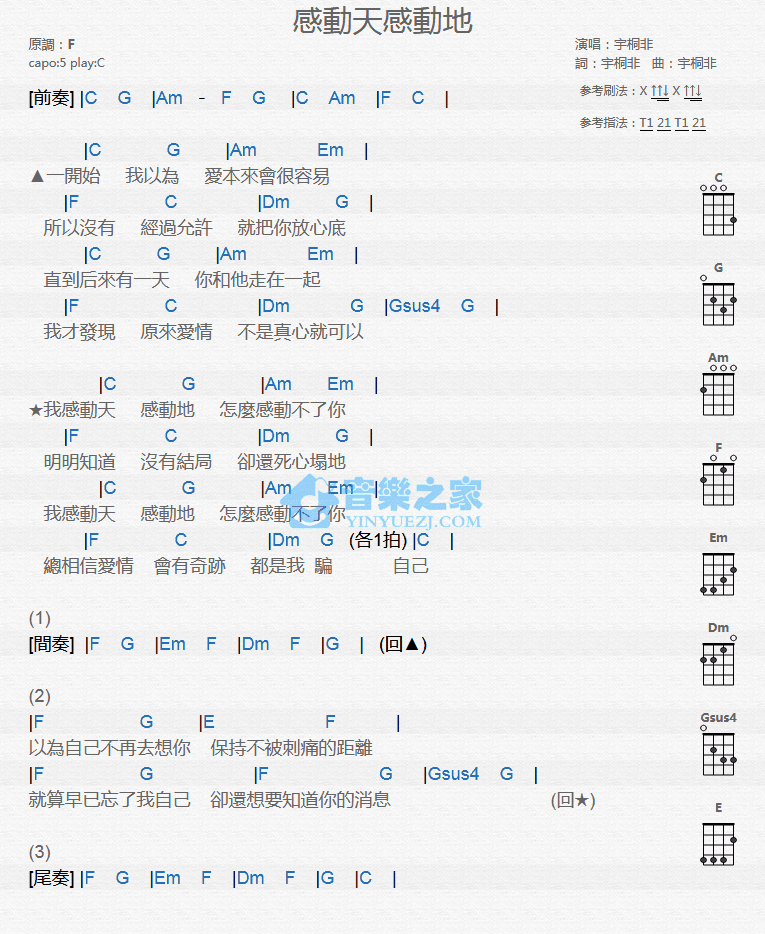 感動天感動地
原調：F
capo:5 play:C
演唱：宇桐非
詞：宇桐非 曲：宇桐非
參考刷法：X ↑↑↓ X ↑↑↓
參考指法：T1 21 T1 21
[前奏] |C G |Am - F G |C Am |F C |
|C G |Am Em |
▲一開始 我以為 愛本來會很容易
|F C |Dm G |
所以沒有 經過允許 就把你放心底
|C G |Am Em |
直到后來有一天 你和他走在一起
|F C |Dm G |Gsus4 G |
我才發現 原來愛情 不是真心就可以
|C G |Am Em |
★我感動天 感動地 怎麼感動不了你
|F C |Dm G |
明明知道 沒有結局 卻還死心塌地
|C G |Am Em |
我感動天 感動地 怎麼感動不了你
|F C |Dm G (各1拍) |C |
總相信愛情 會有奇跡 都是我 騙 自己
(1)
[間奏] |F G |Em F |Dm F |G | (回▲)
(2)
|F G |E F |
以為自己不再去想你 保持不被刺痛的距離
|F G |F G |Gsus4 G |
就算早已忘了我自己 卻還想要知道你的消息 (回★)
(3)
[尾奏] |F G |Em F |Dm F |G |C |
C
G
Am
F
Em
Dm
Gsus4
E
音樂之家
YINYUEZJ.COM